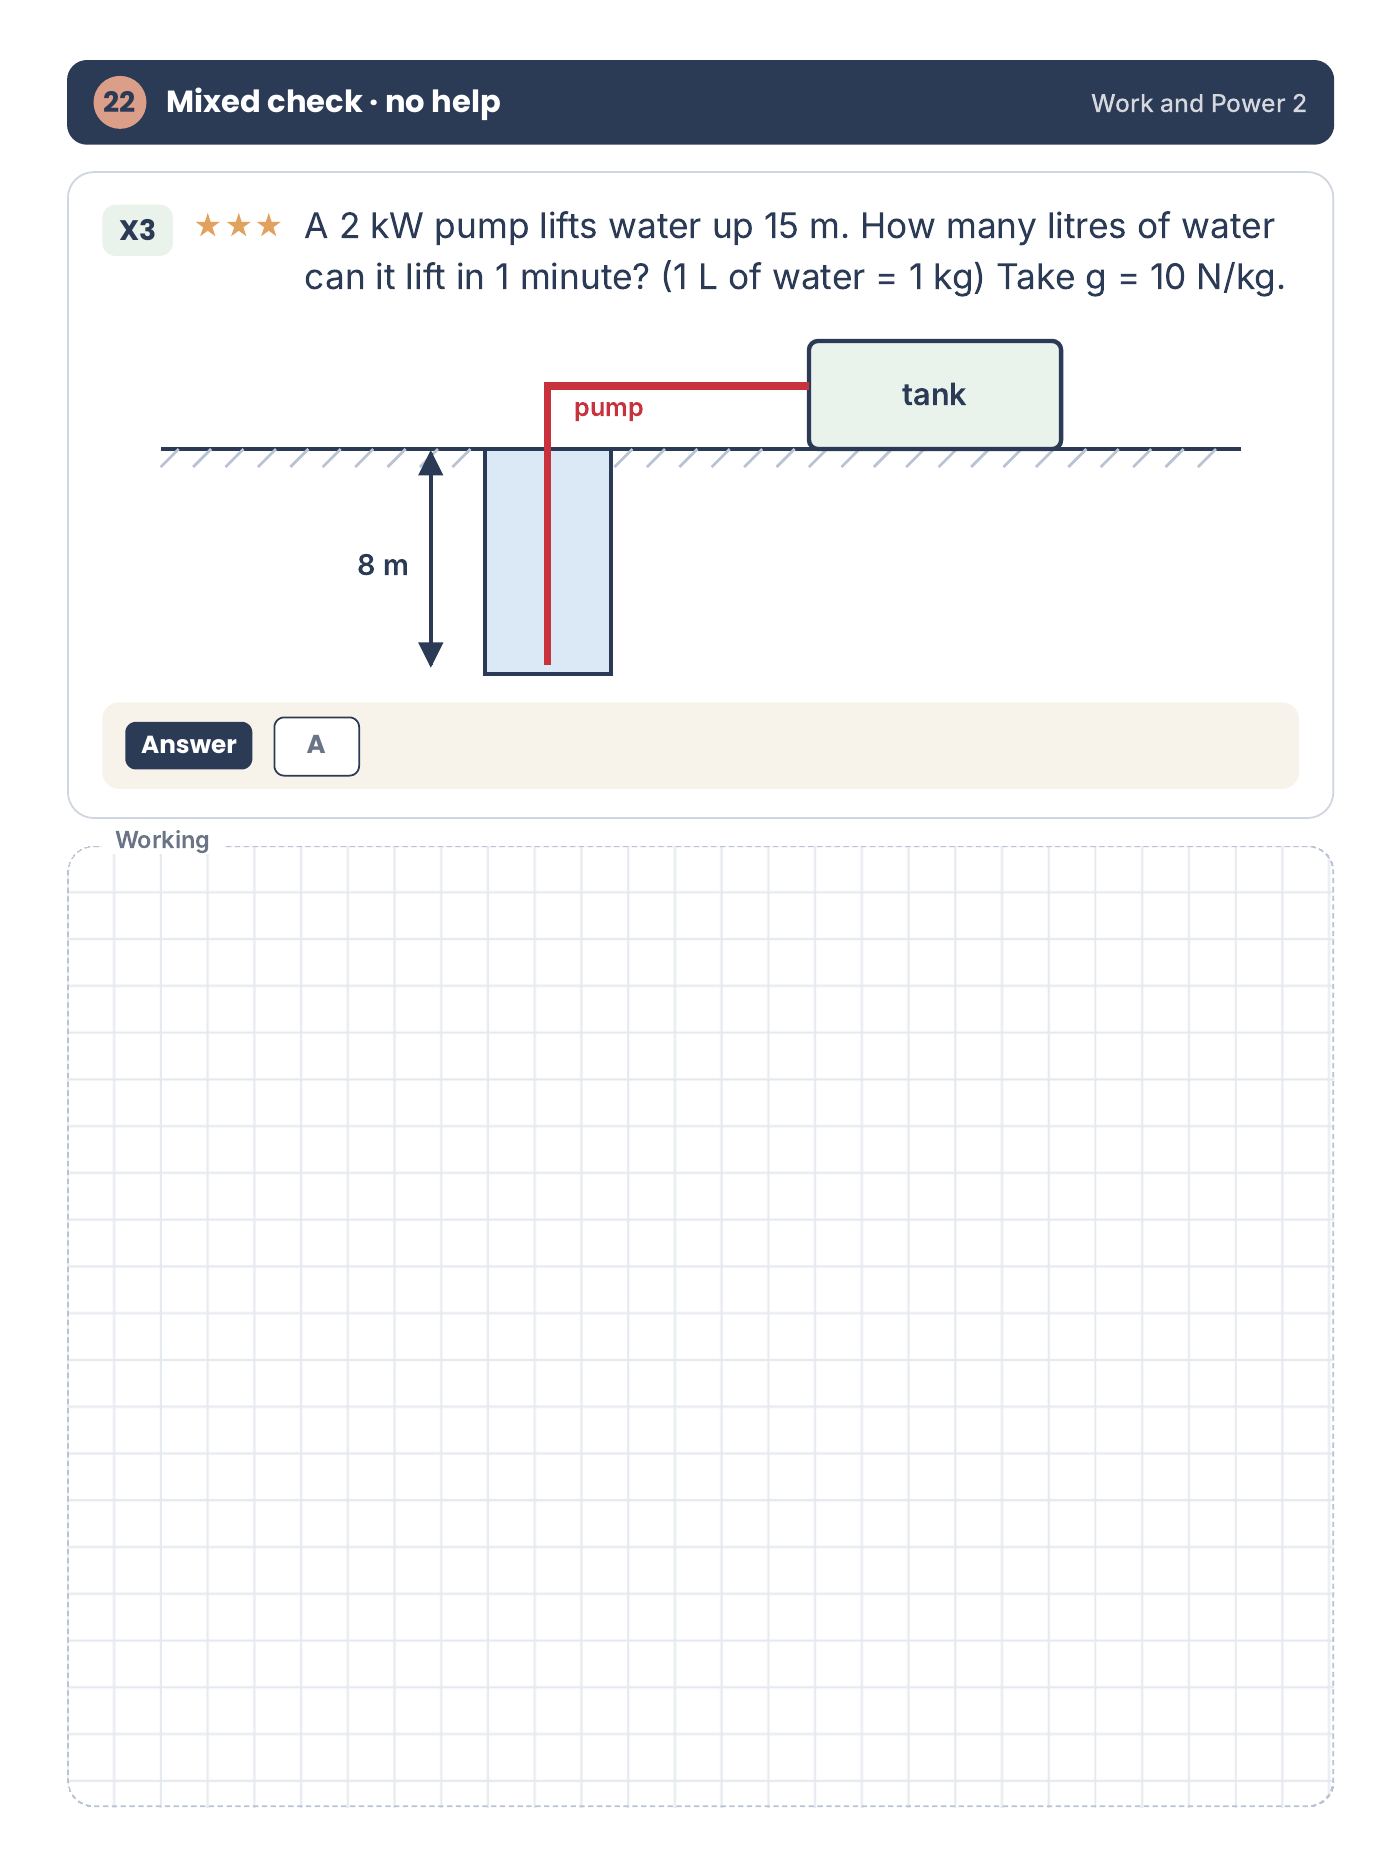 22 Mixed check · no help
Work and Power 2
X3 ★★★ A 2 kW pump lifts water up 15 m. How many litres of water
can it lift in 1 minute? (1 L of water = 1 kg) Take g = 10 N/kg.
tank
pump
8 m
Answer A
Working